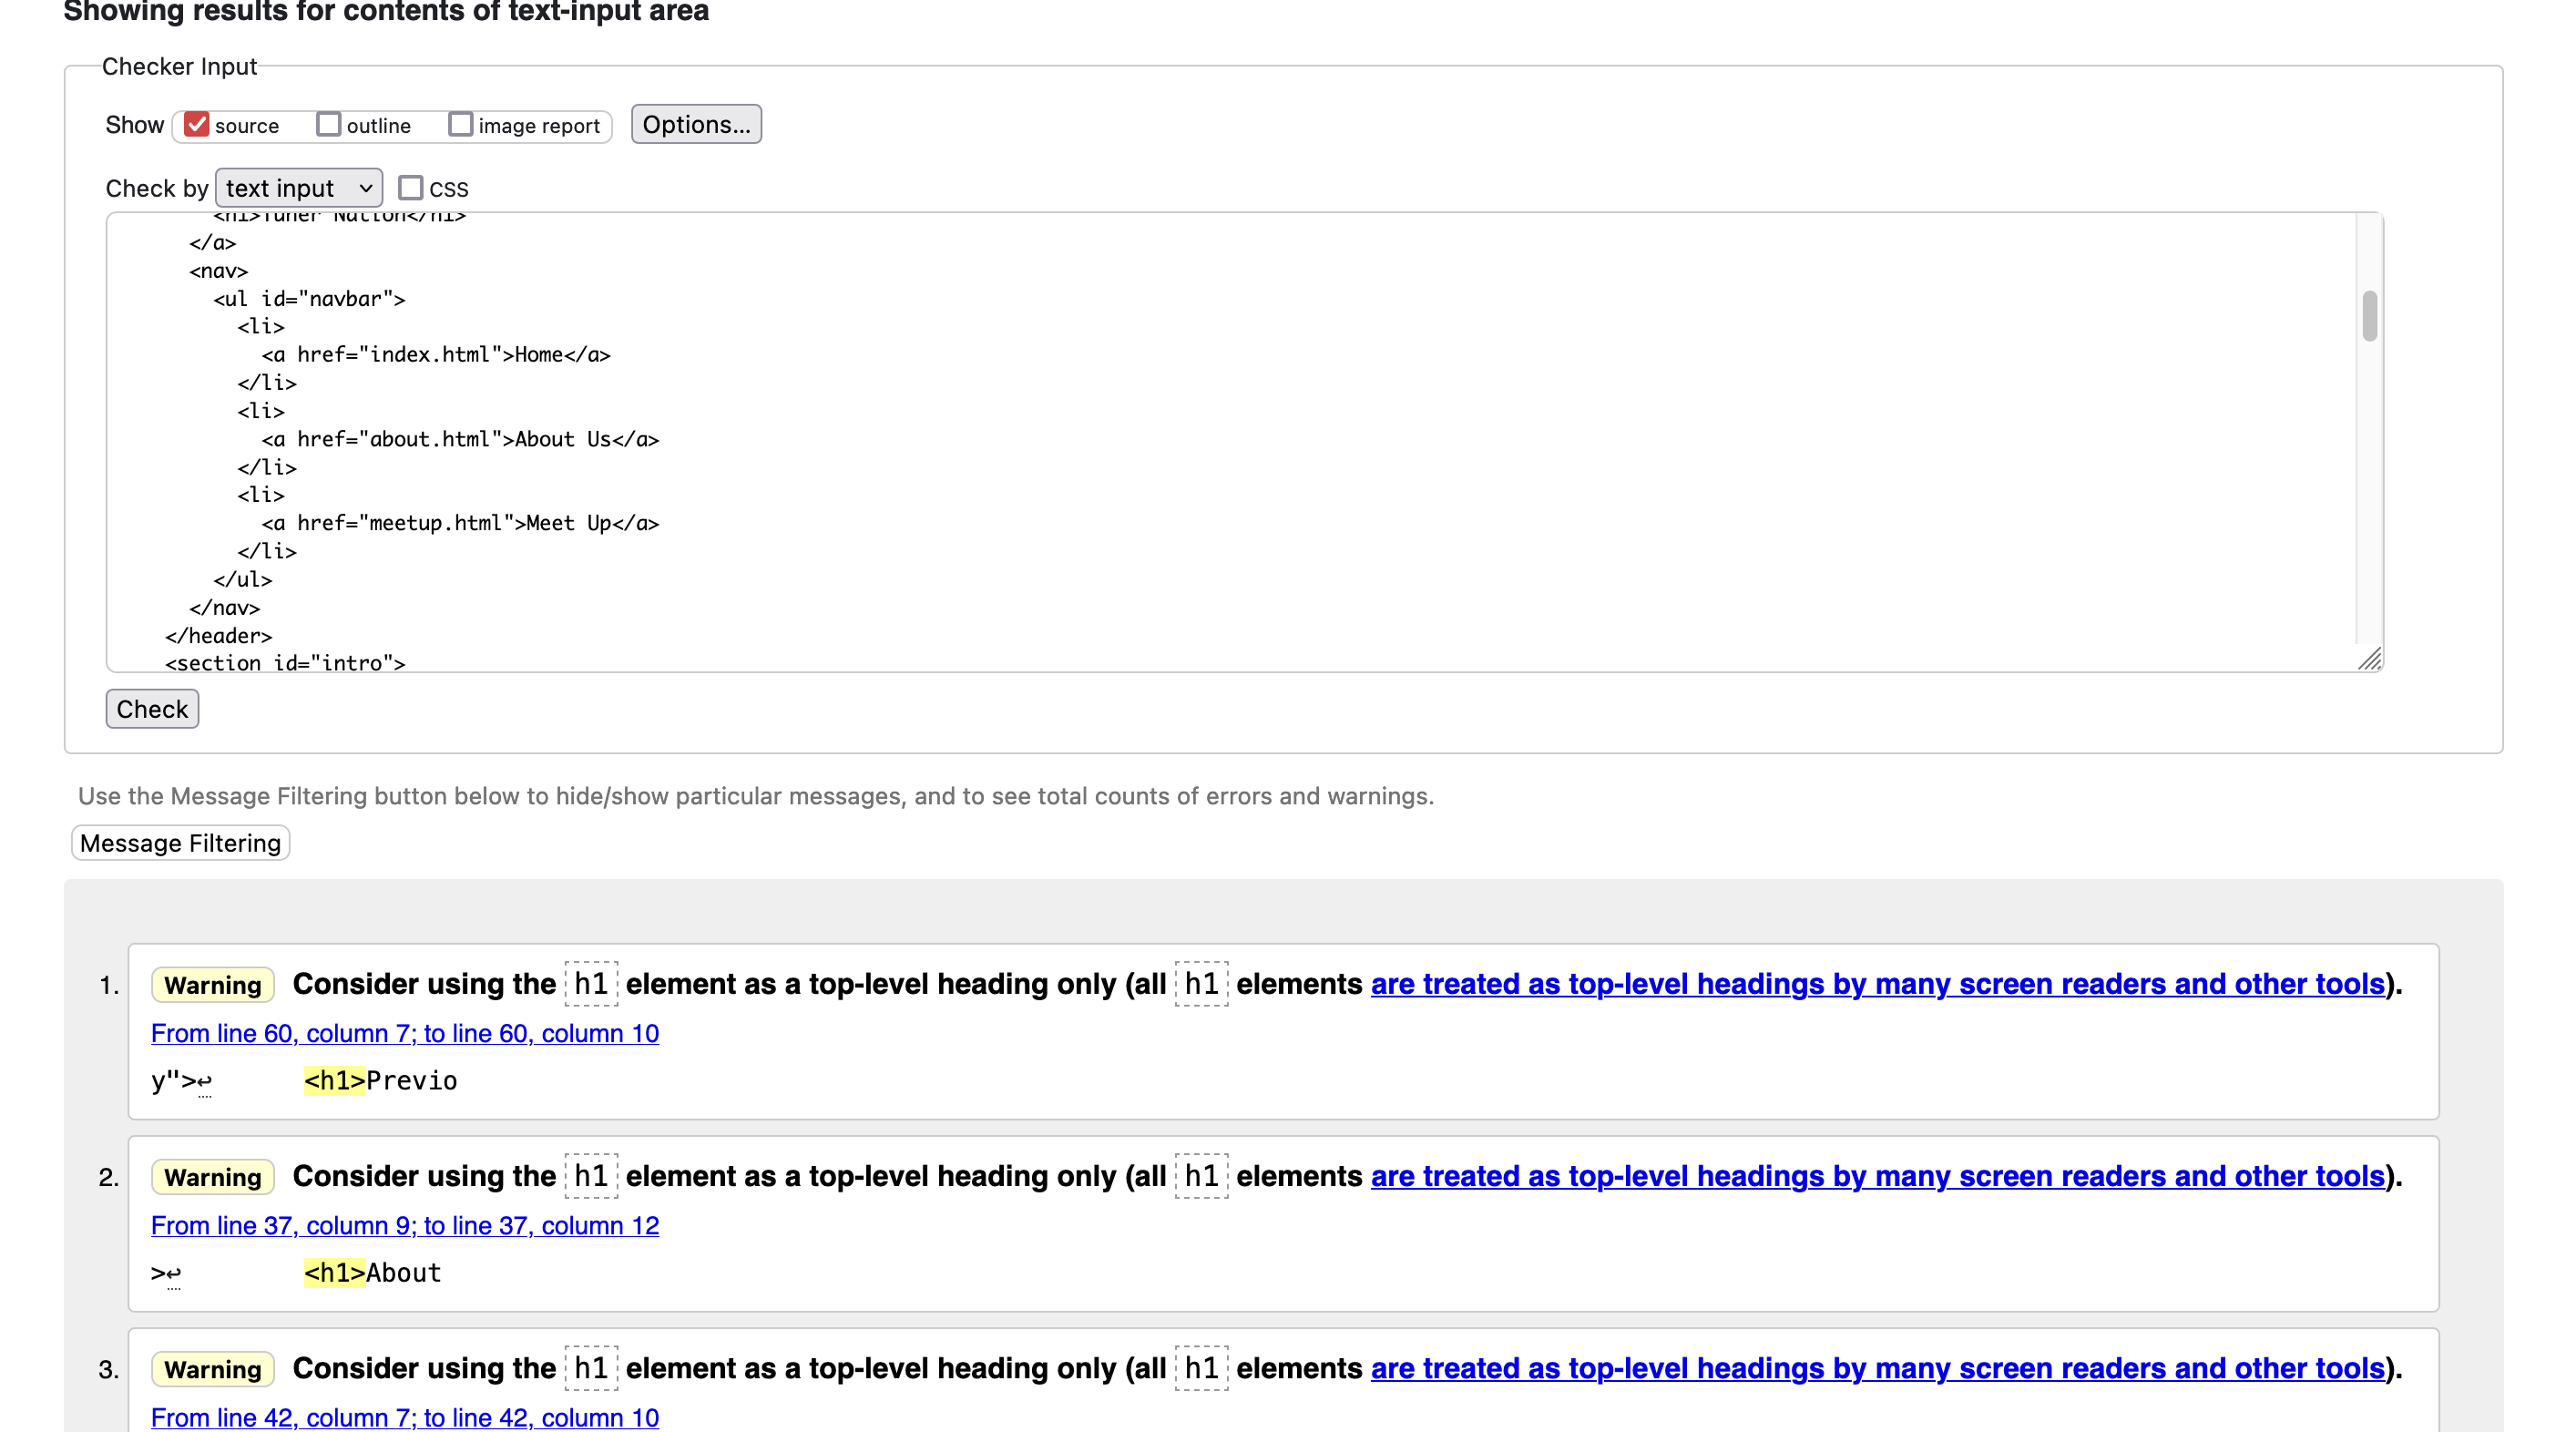 Showing results for contents of text-input area
Checker Input
Show source outline image report Options...
Check by text input css
<h1>Tuner Nation</h1>
</a>
<nav>
<ul id="navbar">
<li>
<a href="index.html">Home</a>
</li>
<li>
<a href="about.html">About Us</a>
</li>
<li>
<a href="meetup.html">Meet Up</a>
</li>
</ul>
</nav>
</header>
<section id="intro">
Check
Use the Message Filtering button below to hide/show particular messages, and to see total counts of errors and warnings.
Message Filtering
1. Warning Consider using the h1 element as a top-level heading only (all h1 elements are treated as top-level headings by many screen readers and other tools).
From line 60, column 7; to line 60, column 10
y">↩ <h1>Previo
2. Warning Consider using the h1 element as a top-level heading only (all h1 elements are treated as top-level headings by many screen readers and other tools).
From line 37, column 9; to line 37, column 12
>↩ <h1>About
3. Warning Consider using the h1 element as a top-level heading only (all h1 elements are treated as top-level headings by many screen readers and other tools).
From line 42, column 7; to line 42, column 10